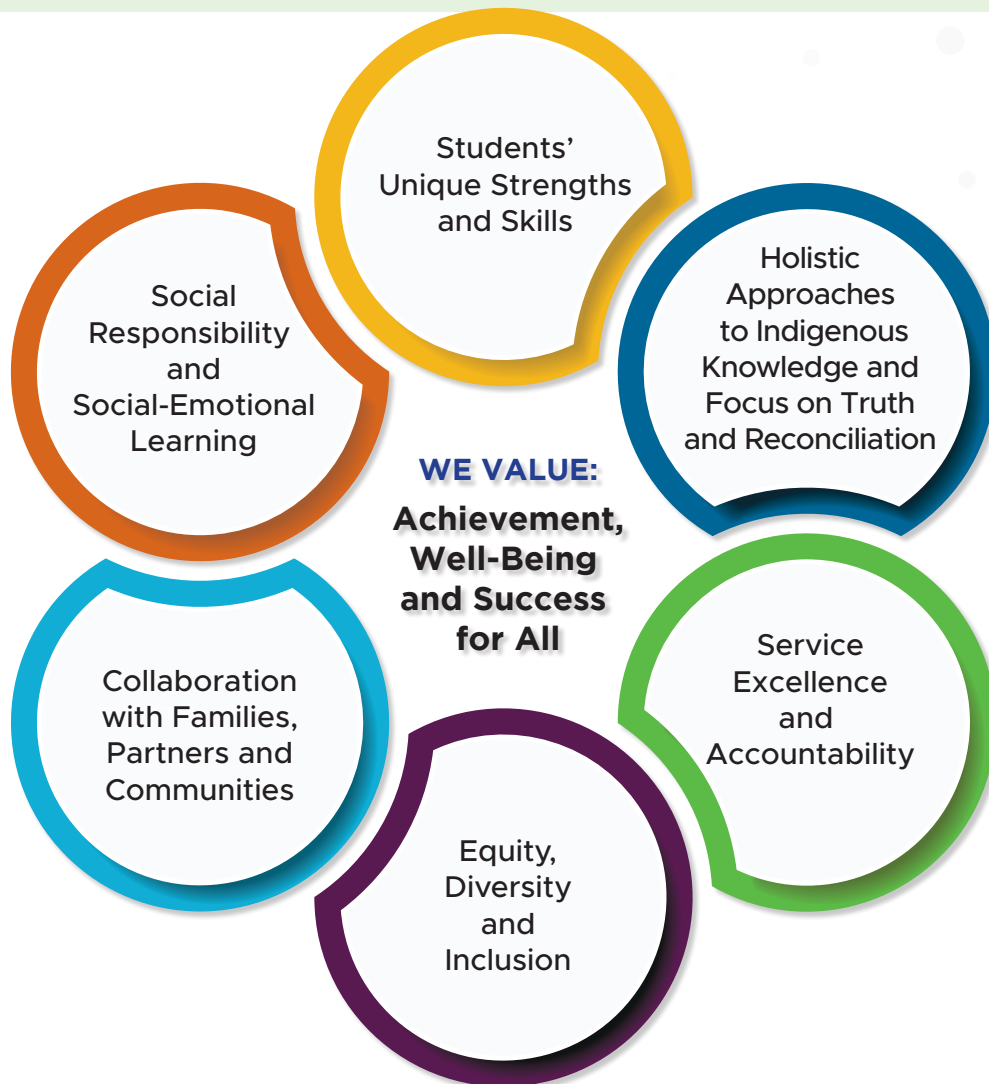 Students'
Unique Strengths
and Skills
Holistic
Approaches
to Indigenous
Knowledge and
Focus on Truth
and Reconciliation
Service
Excellence
and
Accountability
Equity,
Diversity
and
Inclusion
Collaboration
with Families,
Partners and
Communities
Social
Responsibility
and
Social-Emotional
Learning
WE VALUE:
Achievement,
Well-Being
and Success
for All